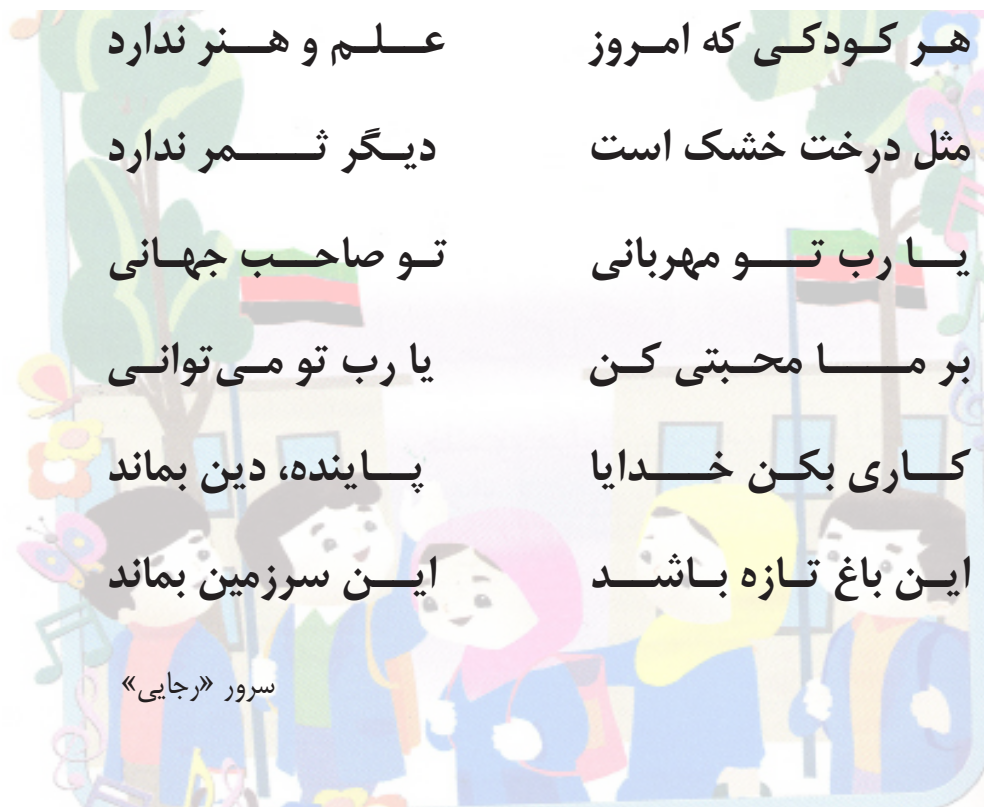 هر کودکی که امروز علم و هنر ندارد
مثل درخت خشک است دیگر ثمر ندارد
یا رب تو مهربانی تو صاحب جهانی
بر ما محبتی کن یا رب تو می‌توانی
کاری بکن خدایا پاینده، دین بماند
این باغ تازه باشد این سرزمین بماند
سرور «رجایی»